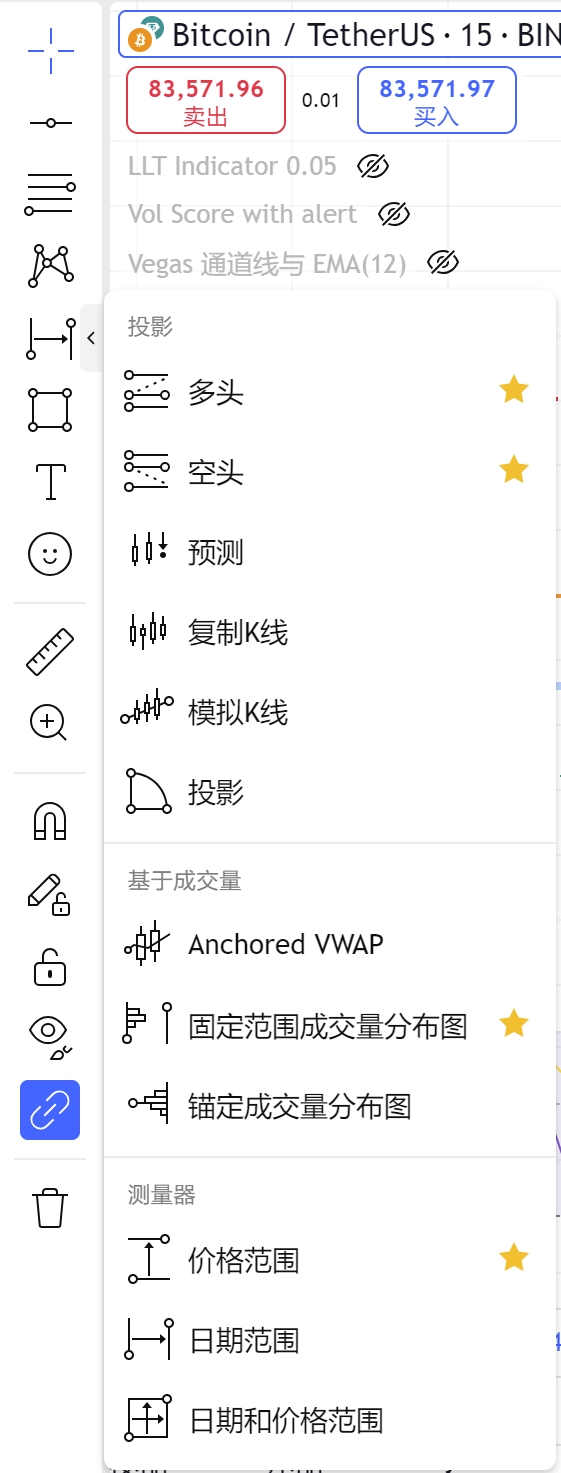 Bitcoin / TetherUS · 15 · BIN
83,571.96
卖出
0.01
83,571.97
买入
LLT Indicator 0.05
Vol Score with alert
Vegas 通道线与 EMA(12)
投影
多头
空头
预测
复制K线
模拟K线
投影
基于成交量
Anchored VWAP
固定范围成交量分布图
锚定成交量分布图
测量器
价格范围
日期范围
日期和价格范围